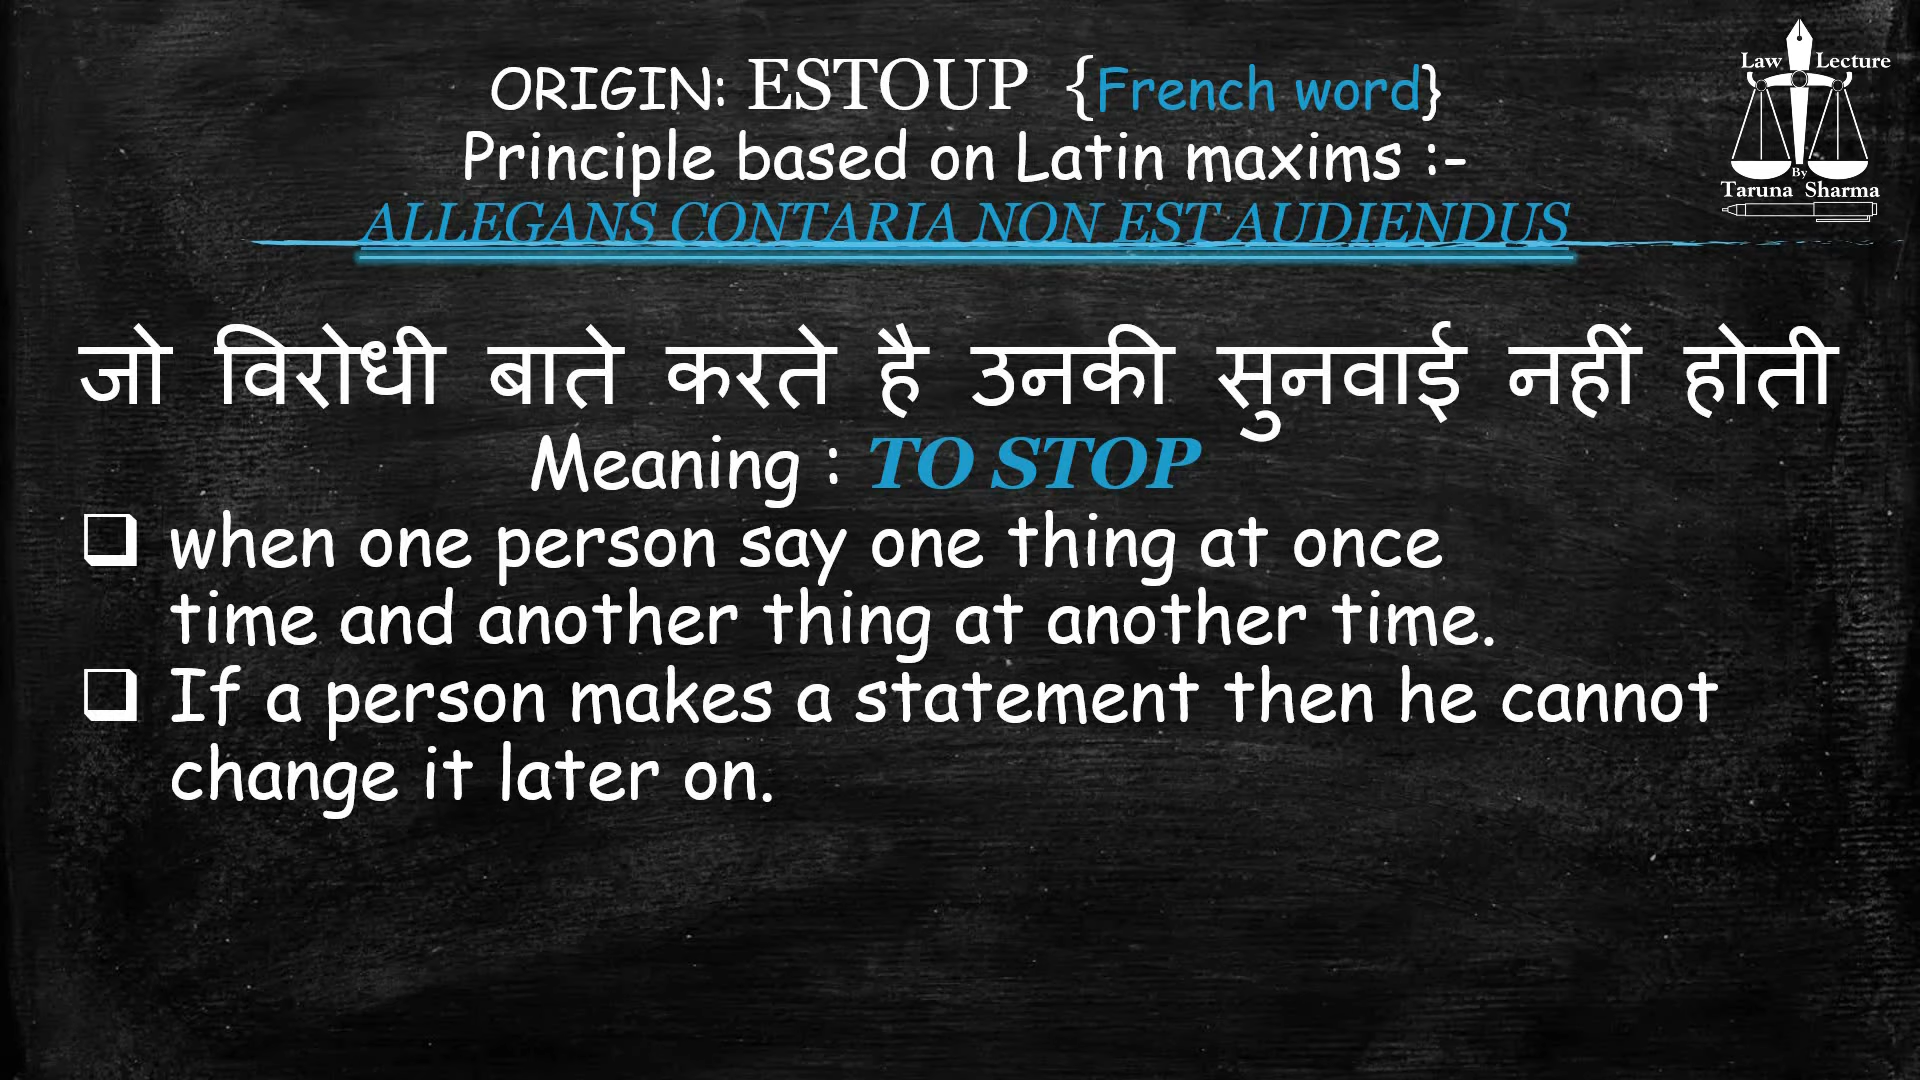 Law Lecture
By
Taruna Sharma
ORIGIN: ESTOUP {French word}
Principle based on Latin maxims :-
ALLEGANS CONTARIA NON EST AUDIENDUS
जो विरोधी बाते करते है उनकी सुनवाई नहीं होती
Meaning : TO STOP
❑ when one person say one thing at once
time and another thing at another time.
❑ If a person makes a statement then he cannot
change it later on.